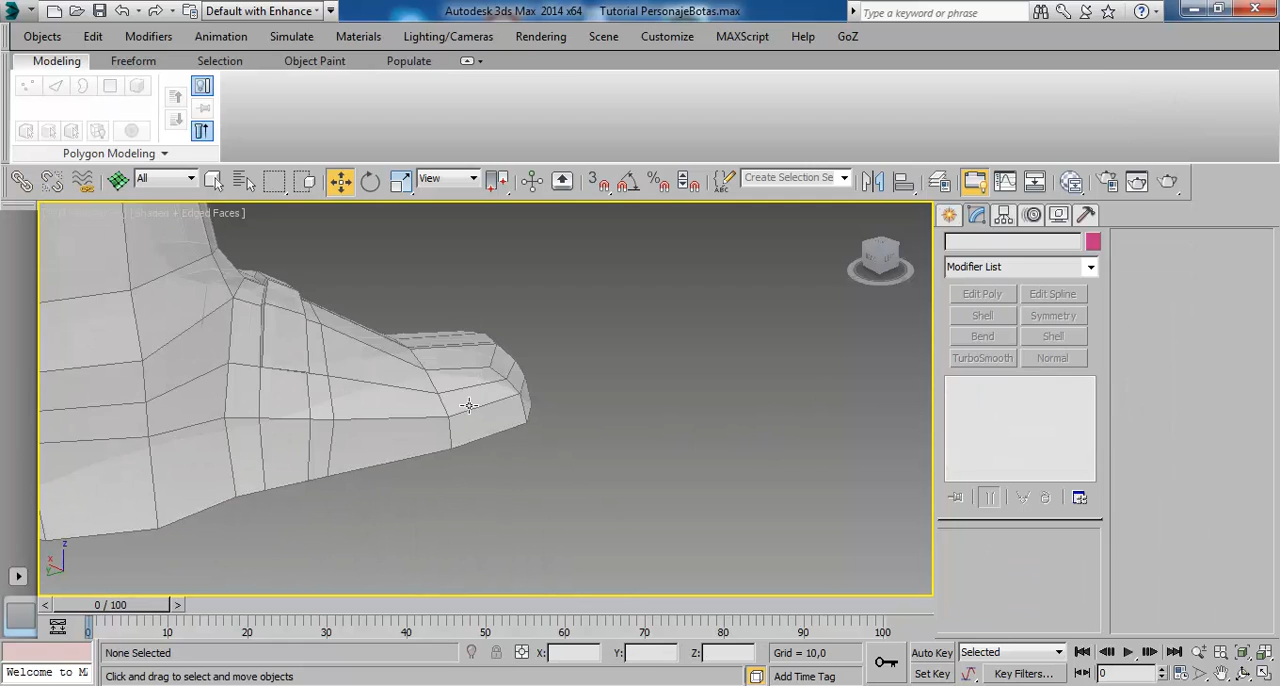 Default with Enhance
Autodesk 3ds Max 2014 x64 Tutorial PersonajeBotas.max
Type a keyword or phrase
Objects Edit Modifiers Animation Simulate Materials Lighting/Cameras Rendering Scene Customize MAXScript Help GoZ
Modeling Freeform Selection Object Paint Populate
Polygon Modeling
All View 3 Create Selection Se
+ Edged Faces ]
Modifier List
Edit Poly Edit Spline
Shell Symmetry
Bend Shell
TurboSmooth Normal
z
x
y
< 0 / 100 >
0 10 20 30 40 50 60 70 80 90 100
None Selected X: Y: Z: Grid = 10,0 Auto Key Selected
Welcome to M Click and drag to select and move objects Add Time Tag Set Key Key Filters... 0